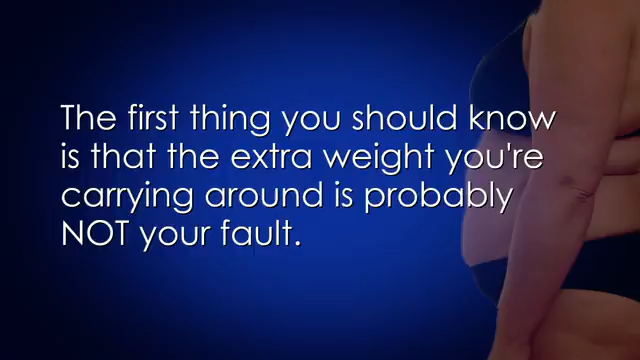 The first thing you should know
is that the extra weight you're
carrying around is probably
NOT your fault.